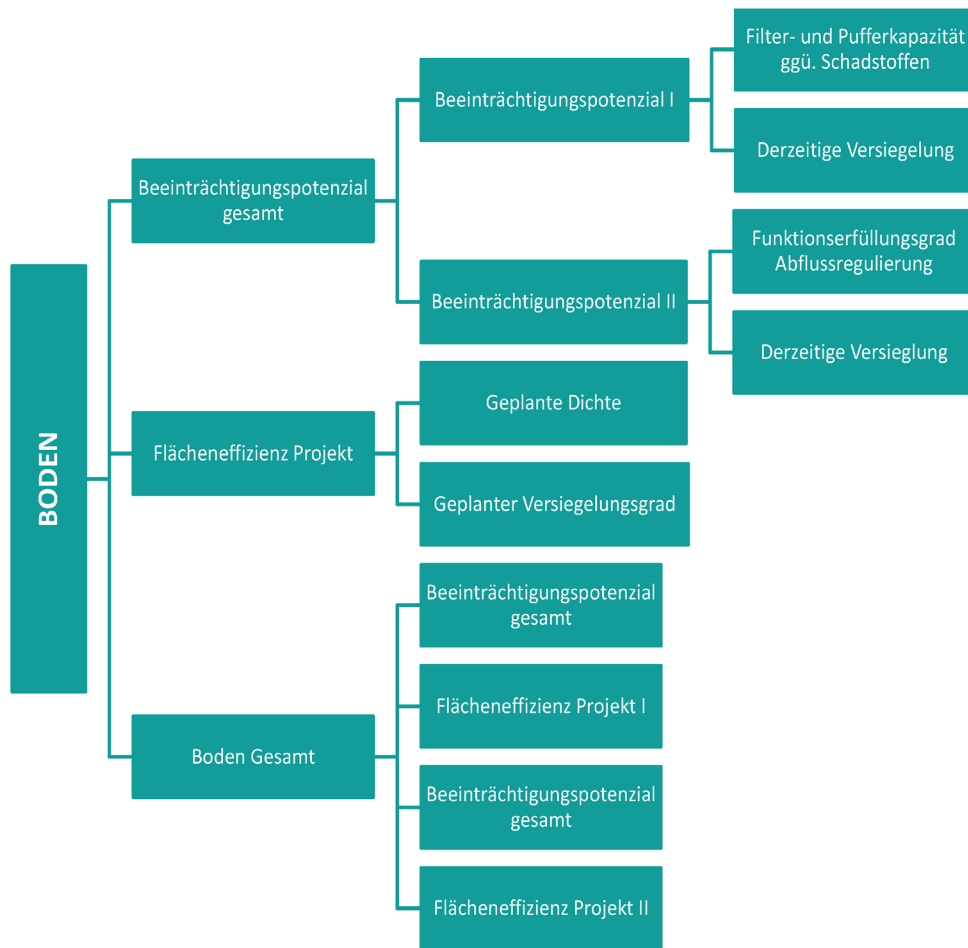 BODEN
Beeinträchtigungspotenzial
gesamt
Beeinträchtigungspotenzial I
Filter- und Pufferkapazität
ggü. Schadstoffen
Derzeitige Versiegelung
Beeinträchtigungspotenzial II
Funktionserfüllungsgrad
Abflussregulierung
Derzeitige Versieglung
Flächeneffizienz Projekt
Geplante Dichte
Geplanter Versiegelungsgrad
Boden Gesamt
Beeinträchtigungspotenzial
gesamt
Flächeneffizienz Projekt I
Beeinträchtigungspotenzial
gesamt
Flächeneffizienz Projekt II